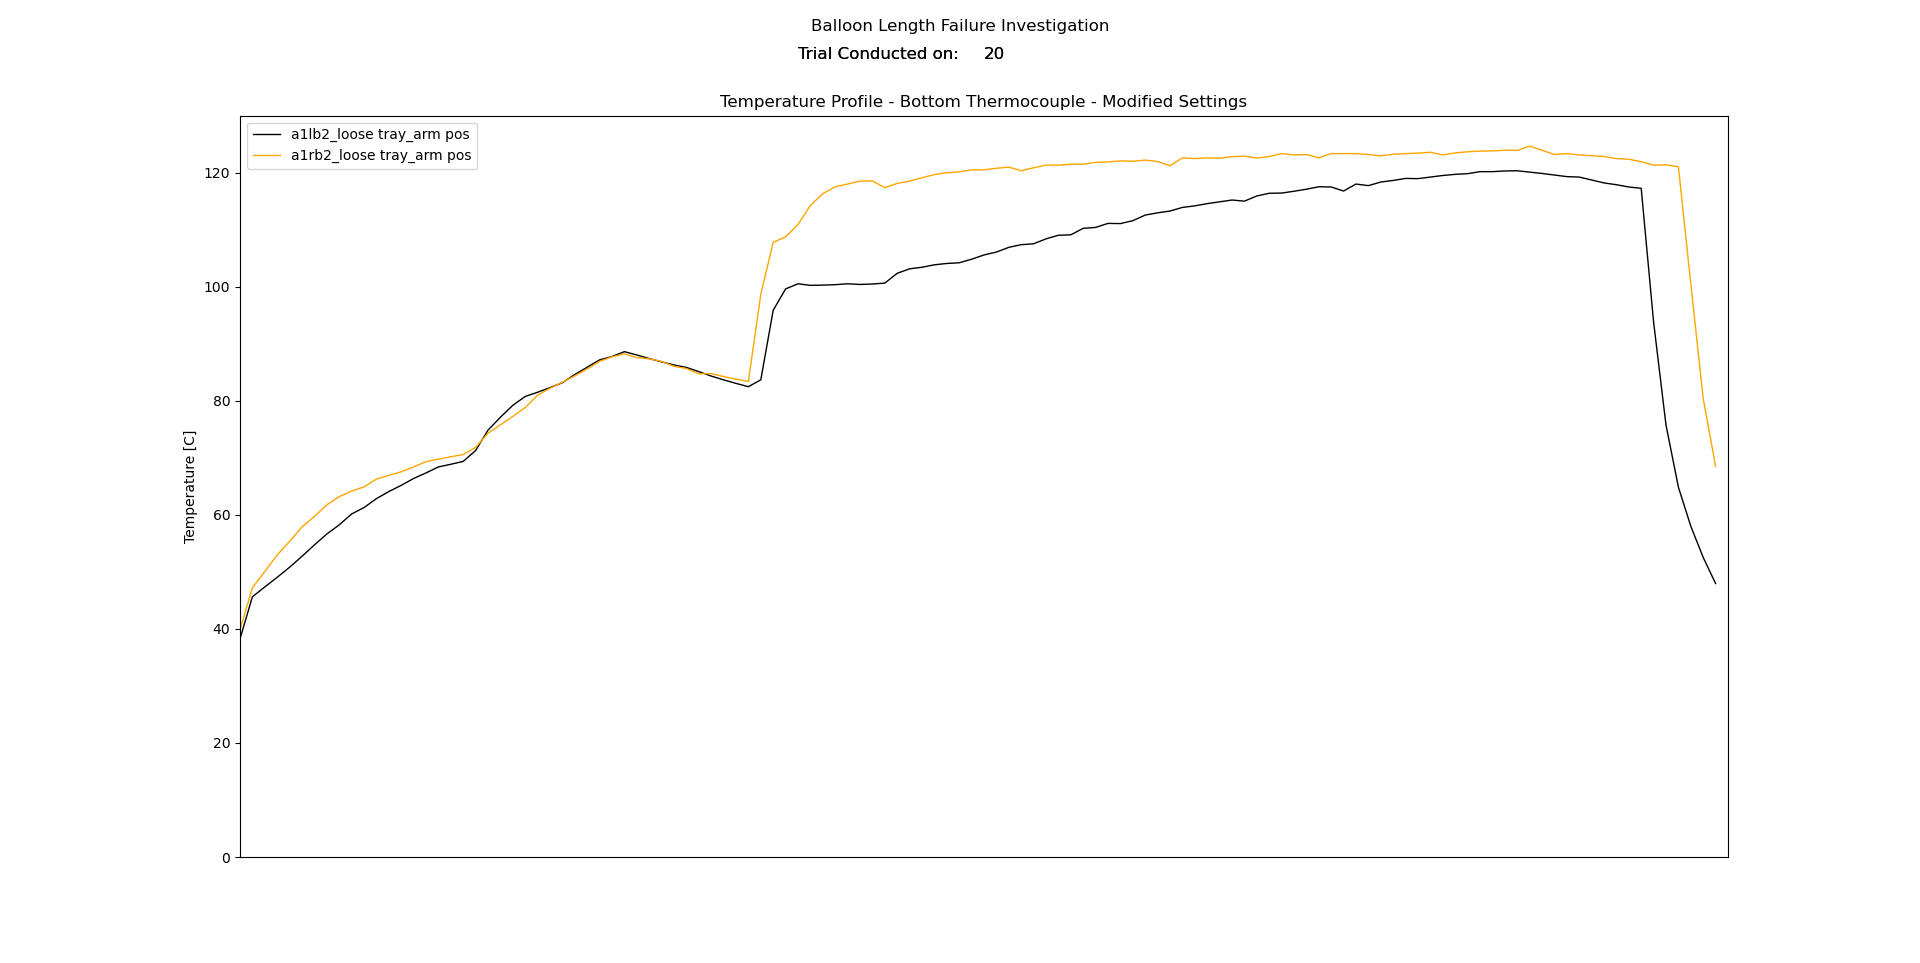 Balloon Length Failure Investigation
Trial Conducted on: 20
Temperature Profile - Bottom Thermocouple - Modified Settings
a1lb2_loose tray_arm pos
a1rb2_loose tray_arm pos
120
100
80
60
40
20
0
Temperature [C]